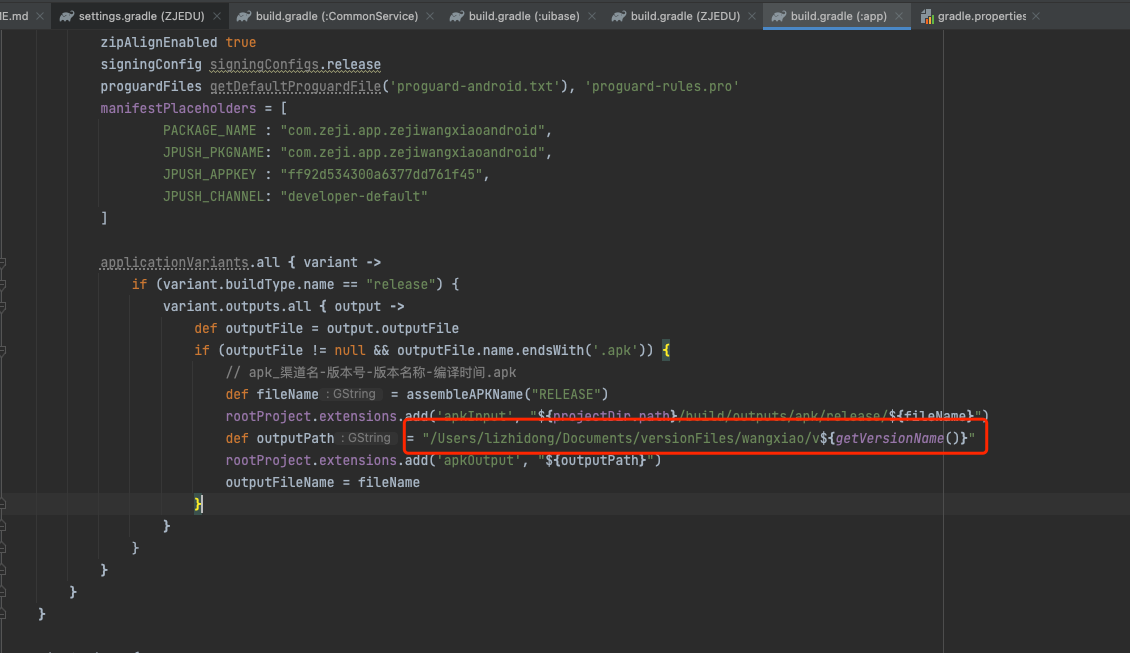 IE.md settings.gradle (ZJEDU) build.gradle (:CommonService) build.gradle (:uibase) build.gradle (ZJEDU) build.gradle (:app) gradle.properties
zipAlignEnabled true
signingConfig signingConfigs.release
proguardFiles getDefaultProguardFile('proguard-android.txt'), 'proguard-rules.pro'
manifestPlaceholders = [
PACKAGE_NAME : "com.zeji.app.zejiwangxiaoandroid",
JPUSH_PKGNAME: "com.zeji.app.zejiwangxiaoandroid",
JPUSH_APPKEY : "ff92d534300a6377dd761f45",
JPUSH_CHANNEL: "developer-default"
]
applicationVariants.all { variant ->
if (variant.buildType.name == "release") {
variant.outputs.all { output ->
def outputFile = output.outputFile
if (outputFile != null && outputFile.name.endsWith('.apk')) {
// apk_渠道名-版本号-版本名称-编译时间.apk
def fileName : GString = assembleAPKName("RELEASE")
rootProject.extensions.add('apkInput', "${projectDir.path}/build/outputs/apk/release/${fileName}")
def outputPath : GString = "/Users/lizhidong/Documents/versionFiles/wangxiao/v${getVersionName()}"
rootProject.extensions.add('apkOutput', "${outputPath}")
outputFileName = fileName
}
}
}
}
}
}